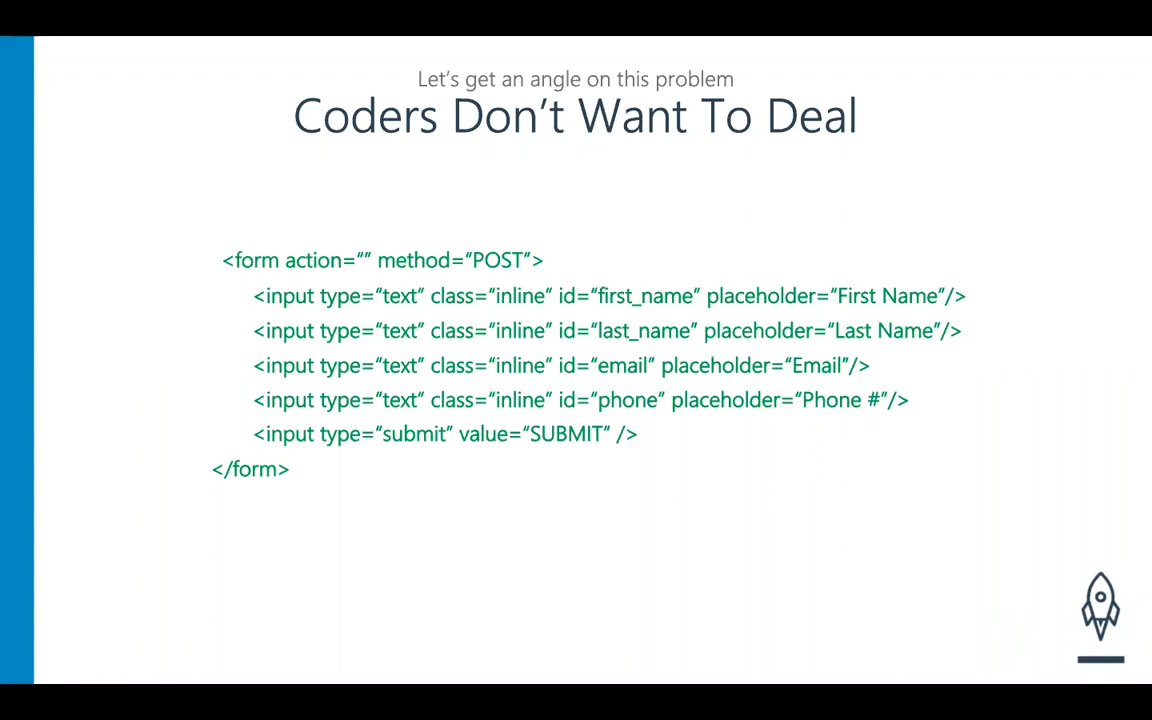 Let’s get an angle on this problem
Coders Don’t Want To Deal
<form action=“” method=“POST”>
<input type=“text” class=“inline” id=“first_name” placeholder=“First Name”/>
<input type=“text” class=“inline” id=“last_name” placeholder=“Last Name”/>
<input type=“text” class=“inline” id=“email” placeholder=“Email”/>
<input type=“text” class=“inline” id=“phone” placeholder=“Phone #”/>
<input type=“submit” value=“SUBMIT” />
</form>